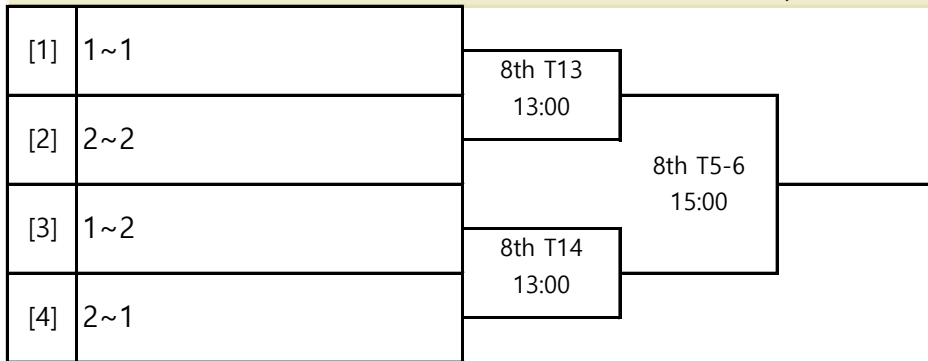 [1] 1~1
8th T13
13:00
[2] 2~2
8th T5-6
15:00
[3] 1~2
8th T14
13:00
[4] 2~1